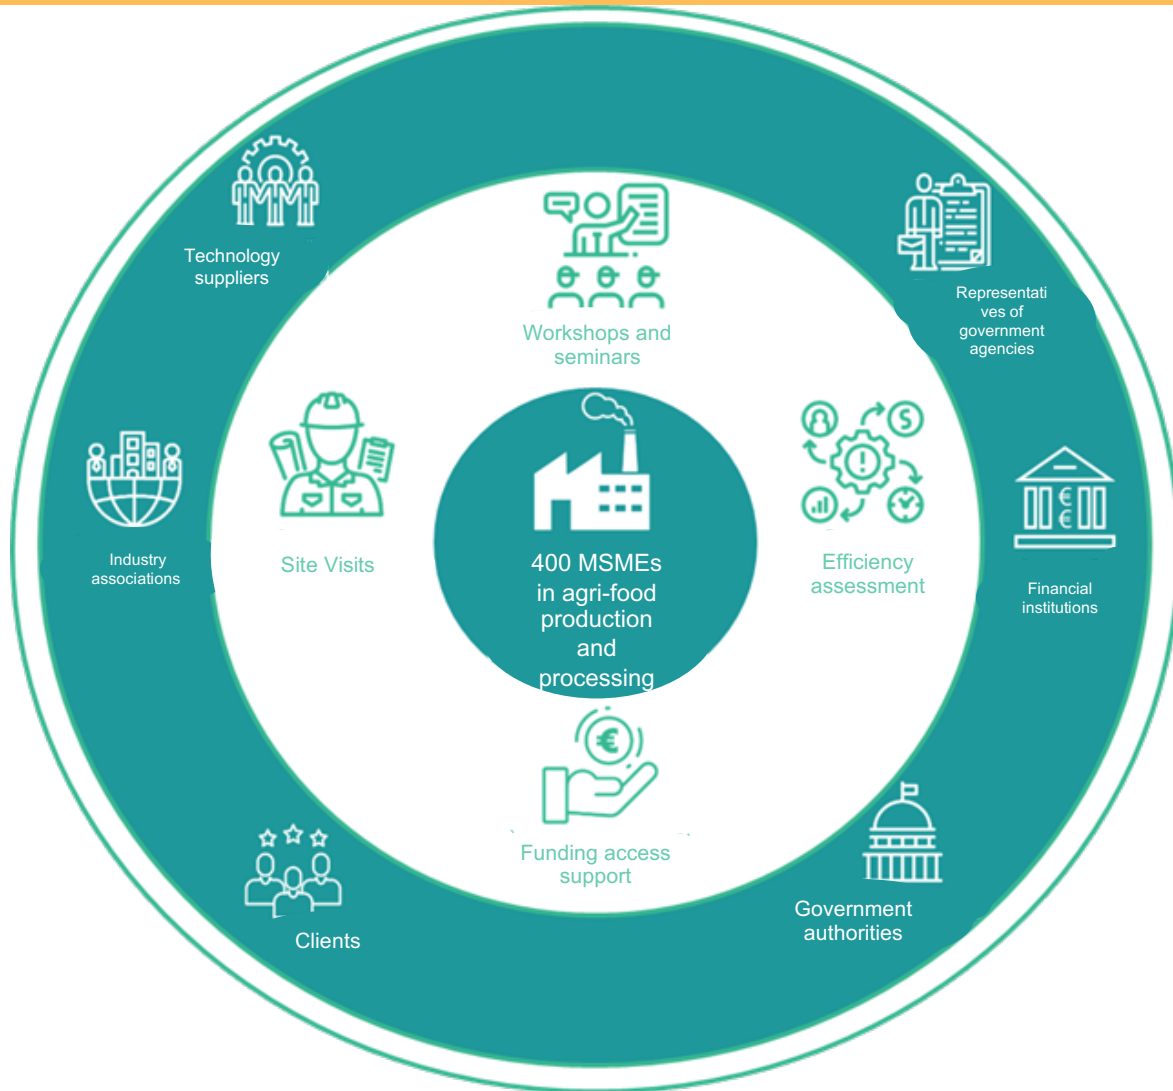 Technology
suppliers
Workshops and
seminars
Representati
ves of
government
agencies
Industry
associations
Site Visits
400 MSMEs
in agri-food
production
and
processing
Efficiency
assessment
Financial
institutions
Funding access
support
Clients
Government
authorities